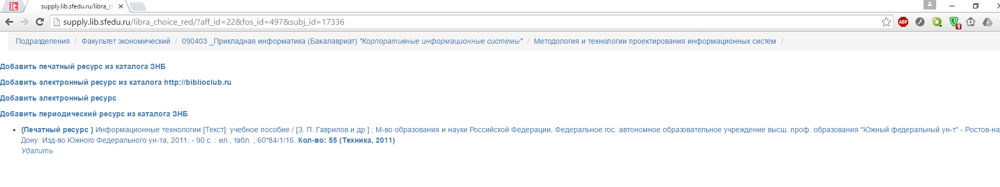 it
supply.lib.sfedu.ru/libra_c
supply.lib.sfedu.ru/libra_choice_red/?aff_id=22&fos_id=497&subj_id=17336
ABP
1
Подразделения / Факультет экономический / 090403 _Прикладная информатика (Бакалавриат) "Корпоративные информационные системы" / Методология и технологии проектирования информационных систем /
Добавить печатный ресурс из каталога ЗНБ
Добавить электронный ресурс из каталога http://biblioclub.ru
Добавить электронный ресурс
Добавить периодический ресурс из каталога ЗНБ
• {Печатный ресурс } Информационные технологии [Текст]: учебное пособие / [З. П. Гаврилов и др.] ; М-во образования и науки Российской Федерации, Федеральное гос. автономное образовательное учреждение высш. проф. образования "Южный федеральный ун-т" - Ростов-на
Дону: Изд-во Южного Федерального ун-та, 2011. - 90 с. : ил., табл. ; 60*84/1/16. Кол-во: 55 (Техника, 2011)
Удалить